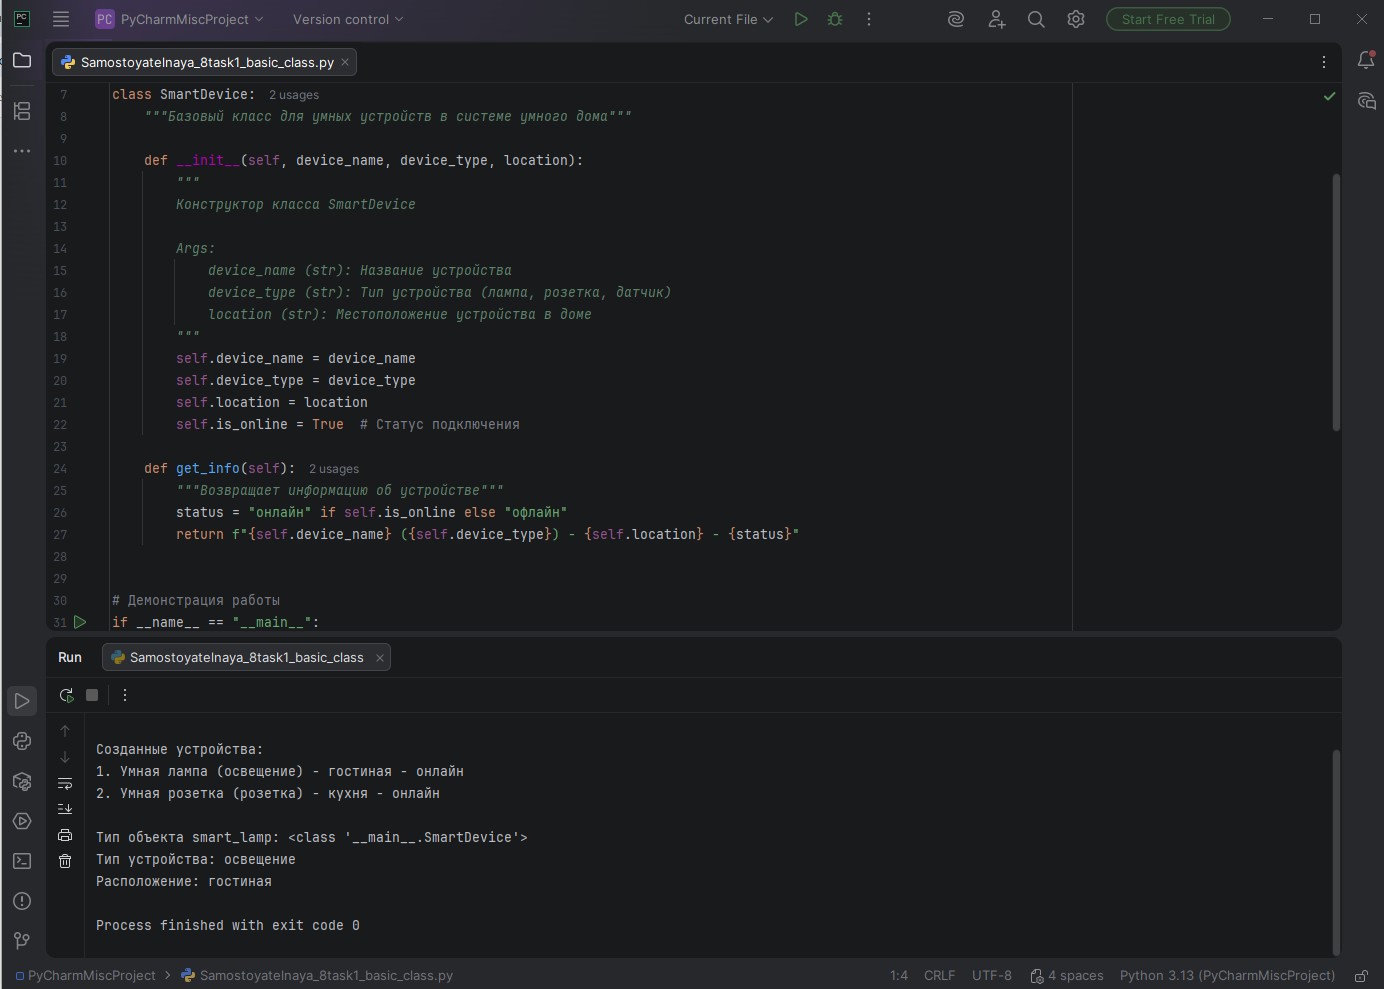 PC PyCharmMiscProject Version control Current File Start Free Trial
Samostoyatelnaya_8task1_basic_class.py
7 class SmartDevice: 2 usages
8 """Базовый класс для умных устройств в системе умного дома"""
9
10 def __init__(self, device_name, device_type, location):
11 """
12 Конструктор класса SmartDevice
13
14 Args:
15 device_name (str): Название устройства
16 device_type (str): Тип устройства (лампа, розетка, датчик)
17 location (str): Местоположение устройства в доме
18 """
19 self.device_name = device_name
20 self.device_type = device_type
21 self.location = location
22 self.is_online = True # Статус подключения
23
24 def get_info(self): 2 usages
25 """Возвращает информацию об устройстве"""
26 status = "онлайн" if self.is_online else "офлайн"
27 return f"{self.device_name} ({self.device_type}) - {self.location} - {status}"
28
29
30 # Демонстрация работы
31 if __name__ == "__main__":
Run Samostoyatelnaya_8task1_basic_class
Созданные устройства:
1. Умная лампа (освещение) - гостиная - онлайн
2. Умная розетка (розетка) - кухня - онлайн
Тип объекта smart_lamp: <class '__main__.SmartDevice'>
Тип устройства: освещение
Расположение: гостиная
Process finished with exit code 0
PyCharmMiscProject > Samostoyatelnaya_8task1_basic_class.py 1:4 CRLF UTF-8 4 spaces Python 3.13 (PyCharmMiscProject)